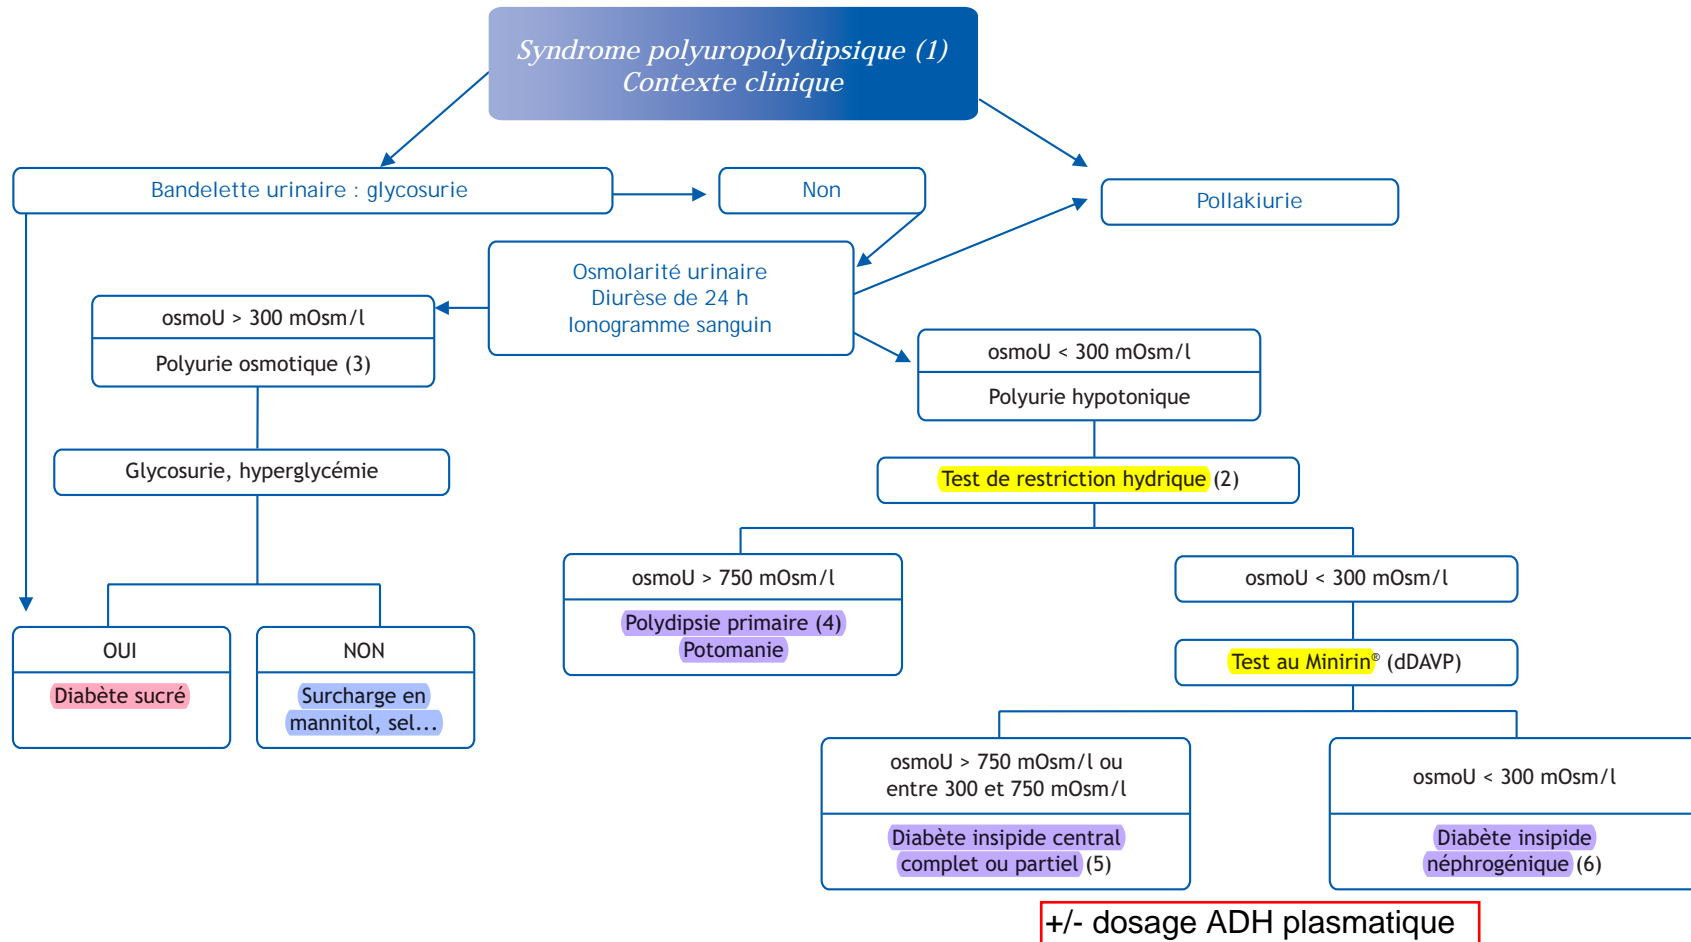 Syndrome polyuropolydipsique (1)
Contexte clinique
Bandelette urinaire : glycosurie
Non
Pollakiurie
Osmolarité urinaire
Diurèse de 24 h
Ionogramme sanguin
osmoU > 300 mOsm/l
Polyurie osmotique (3)
osmoU < 300 mOsm/l
Polyurie hypotonique
Glycosurie, hyperglycémie
Test de restriction hydrique (2)
osmoU > 750 mOsm/l
Polydipsie primaire (4)
Potomanie
osmoU < 300 mOsm/l
OUI
Diabète sucré
NON
Surcharge en
mannitol, sel...
Test au Minirin® (dDAVP)
osmoU > 750 mOsm/l ou
entre 300 et 750 mOsm/l
Diabète insipide central
complet ou partiel (5)
osmoU < 300 mOsm/l
Diabète insipide
néphrogénique (6)
+/- dosage ADH plasmatique